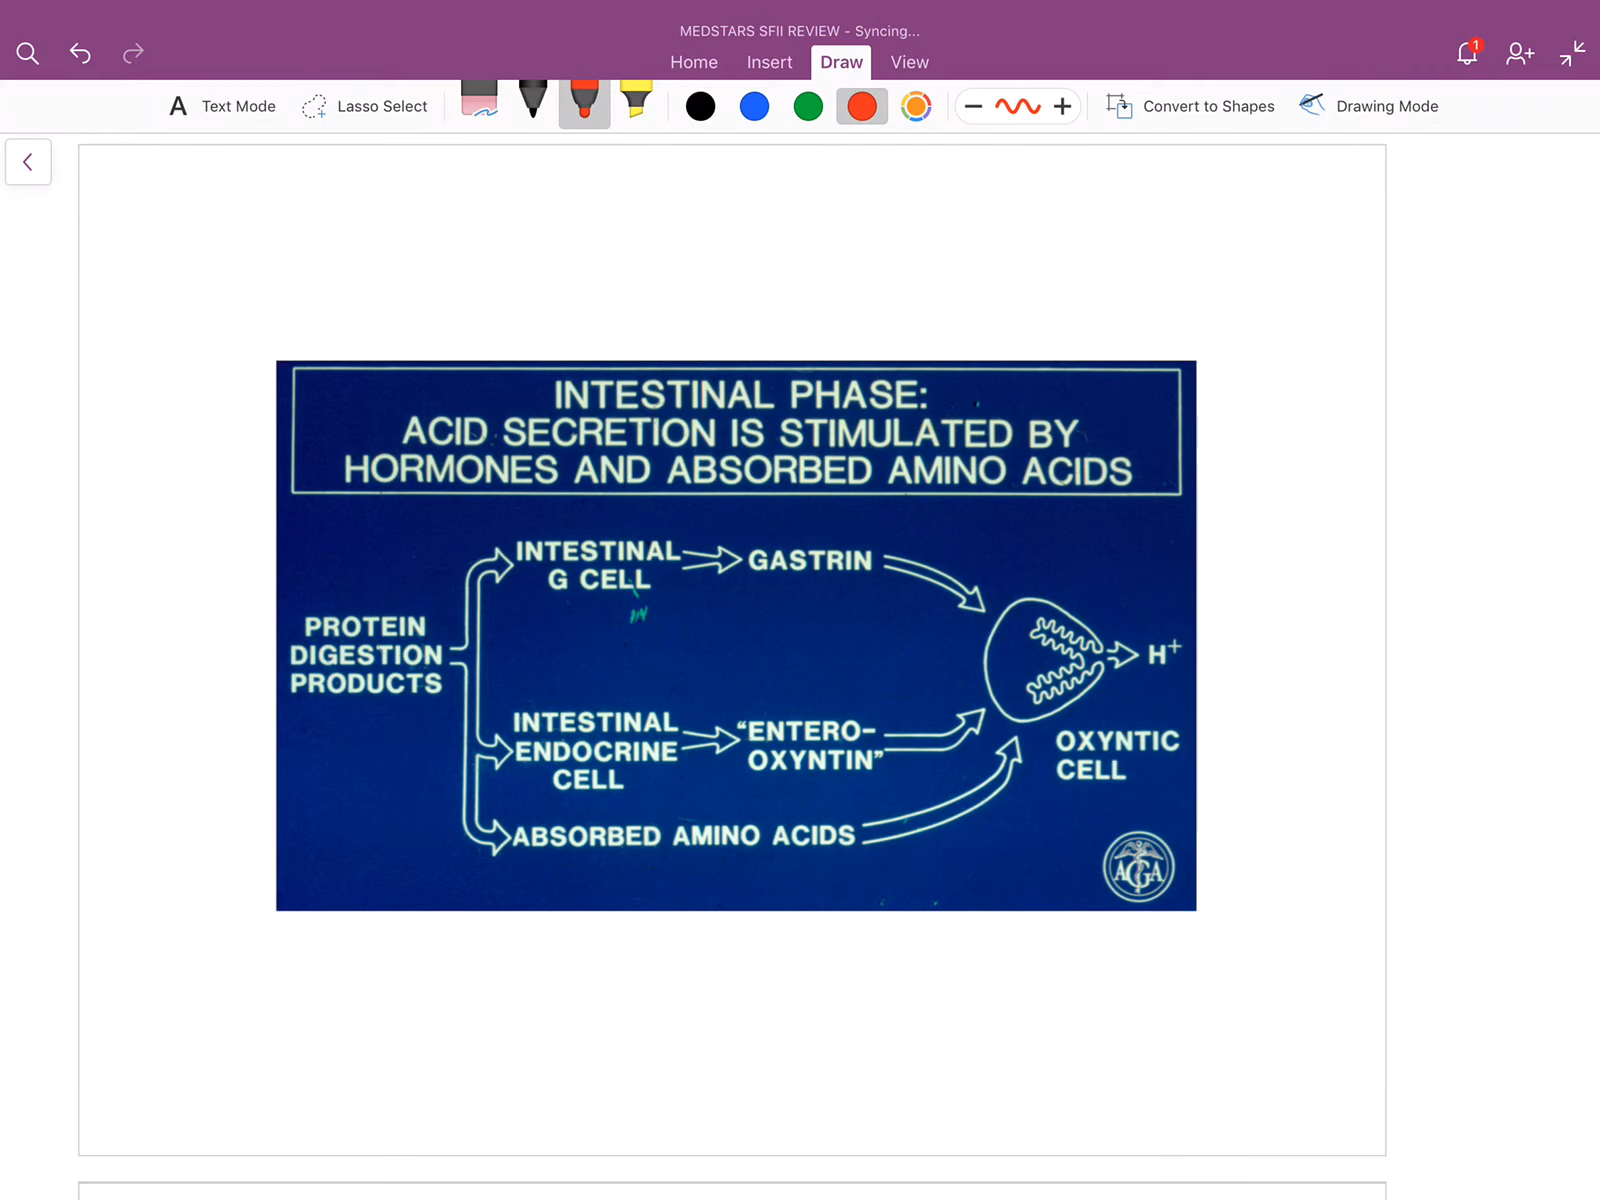 MEDSTARS SFII REVIEW - Syncing...
1
Home Insert Draw View
A Text Mode Lasso Select Convert to Shapes Drawing Mode
INTESTINAL PHASE:
ACID SECRETION IS STIMULATED BY
HORMONES AND ABSORBED AMINO ACIDS
INTESTINAL
G CELL
GASTRIN
PROTEIN
DIGESTION
PRODUCTS
H+
INTESTINAL
ENDOCRINE
CELL
"ENTERO-
OXYNTIN"
OXYNTIC
CELL
ABSORBED AMINO ACIDS
AGA